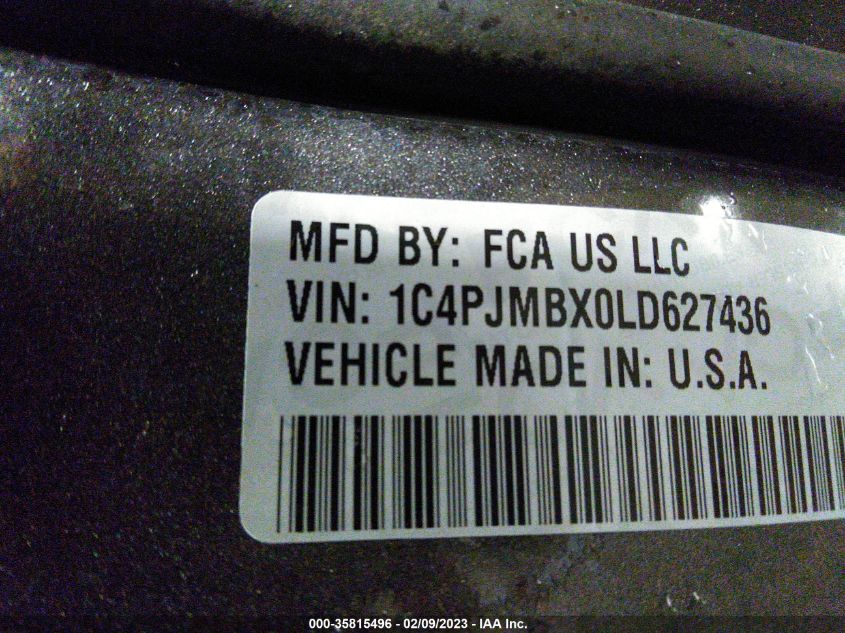 MFD BY: FCA US LLC
VIN: 1C4PJMBX0LD627436
VEHICLE MADE IN: U.S.A.
000-35815496 - 02/09/2023 - IAA Inc.